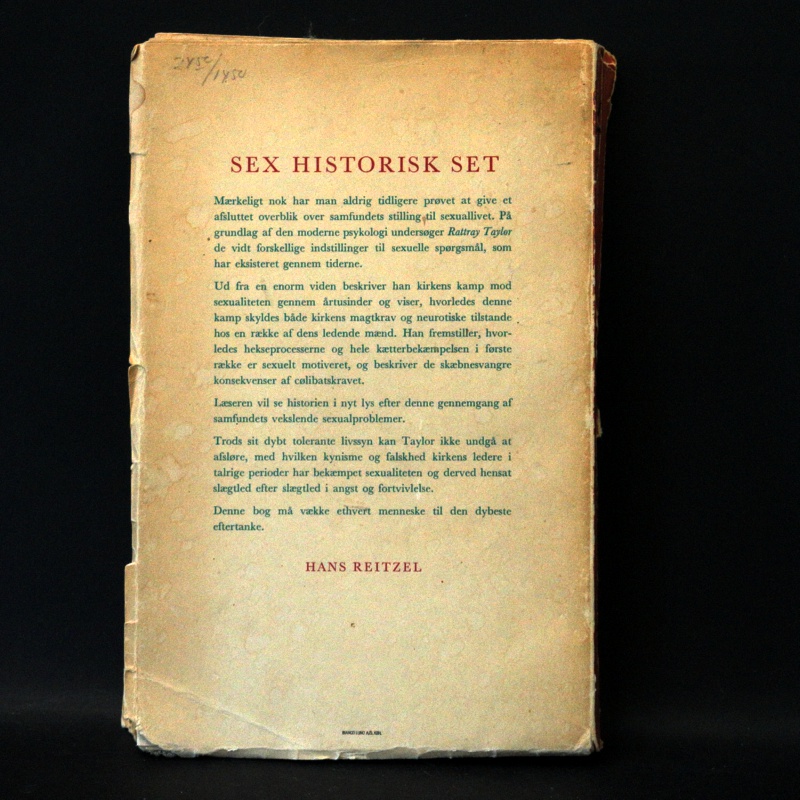 SEX HISTORISK SET
Mærkeligt nok har man aldrig tidligere prøvet at give et
afsluttet overblik over samfundets stilling til sexuallivet. På
grundlag af den moderne psykologi undersøger Rattray Taylor
de vidt forskellige indstillinger til sexuelle spørgsmål, som
har eksisteret gennem tiderne.
Ud fra en enorm viden beskriver han kirkens kamp mod
sexualiteten gennem årtusinder og viser, hvorledes denne
kamp skyldes både kirkens magtkrav og neurotiske tilstande
hos en række af dens ledende mænd. Han fremstiller, hvor-
ledes hekseprocesserne og hele kætterbekæmpelsen i første
række er sexuelt motiveret, og beskriver de skæbnesvangre
konsekvenser af cølibatskravet.
Læseren vil se historien i nyt lys efter denne gennemgang af
samfundets vekslende sexualproblemer.
Trods sit dybt tolerante livssyn kan Taylor ikke undgå at
afsløre, med hvilken kynisme og falskhed kirkens ledere i
talrige perioder har bekæmpet sexualiteten og derved hensat
slægtled efter slægtled i angst og fortvivlelse.
Denne bog må vække ethvert menneske til den dybeste
eftertanke.
HANS REITZEL